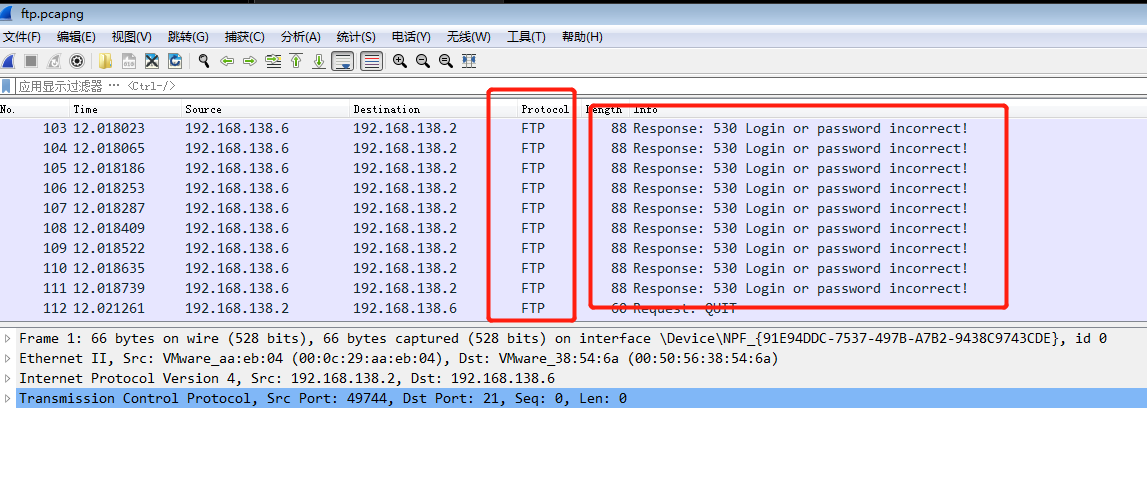 ftp.pcapng
文件(F) 编辑(E) 视图(V) 跳转(G) 捕获(C) 分析(A) 统计(S) 电话(Y) 无线(W) 工具(T) 帮助(H)
应用显示过滤器 … <Ctrl-/>
No. Time Source Destination Protocol Length Info
103 12.018023 192.168.138.6 192.168.138.2 FTP 88 Response: 530 Login or password incorrect!
104 12.018065 192.168.138.6 192.168.138.2 FTP 88 Response: 530 Login or password incorrect!
105 12.018186 192.168.138.6 192.168.138.2 FTP 88 Response: 530 Login or password incorrect!
106 12.018253 192.168.138.6 192.168.138.2 FTP 88 Response: 530 Login or password incorrect!
107 12.018287 192.168.138.6 192.168.138.2 FTP 88 Response: 530 Login or password incorrect!
108 12.018409 192.168.138.6 192.168.138.2 FTP 88 Response: 530 Login or password incorrect!
109 12.018522 192.168.138.6 192.168.138.2 FTP 88 Response: 530 Login or password incorrect!
110 12.018635 192.168.138.6 192.168.138.2 FTP 88 Response: 530 Login or password incorrect!
111 12.018739 192.168.138.6 192.168.138.2 FTP 88 Response: 530 Login or password incorrect!
112 12.021261 192.168.138.2 192.168.138.6 FTP 60 Request: QUIT
Frame 1: 66 bytes on wire (528 bits), 66 bytes captured (528 bits) on interface \Device\NPF_{91E94DDC-7537-497B-A7B2-9438C9743CDE}, id 0
Ethernet II, Src: VMware_aa:eb:04 (00:0c:29:aa:eb:04), Dst: VMware_38:54:6a (00:50:56:38:54:6a)
Internet Protocol Version 4, Src: 192.168.138.2, Dst: 192.168.138.6
Transmission Control Protocol, Src Port: 49744, Dst Port: 21, Seq: 0, Len: 0